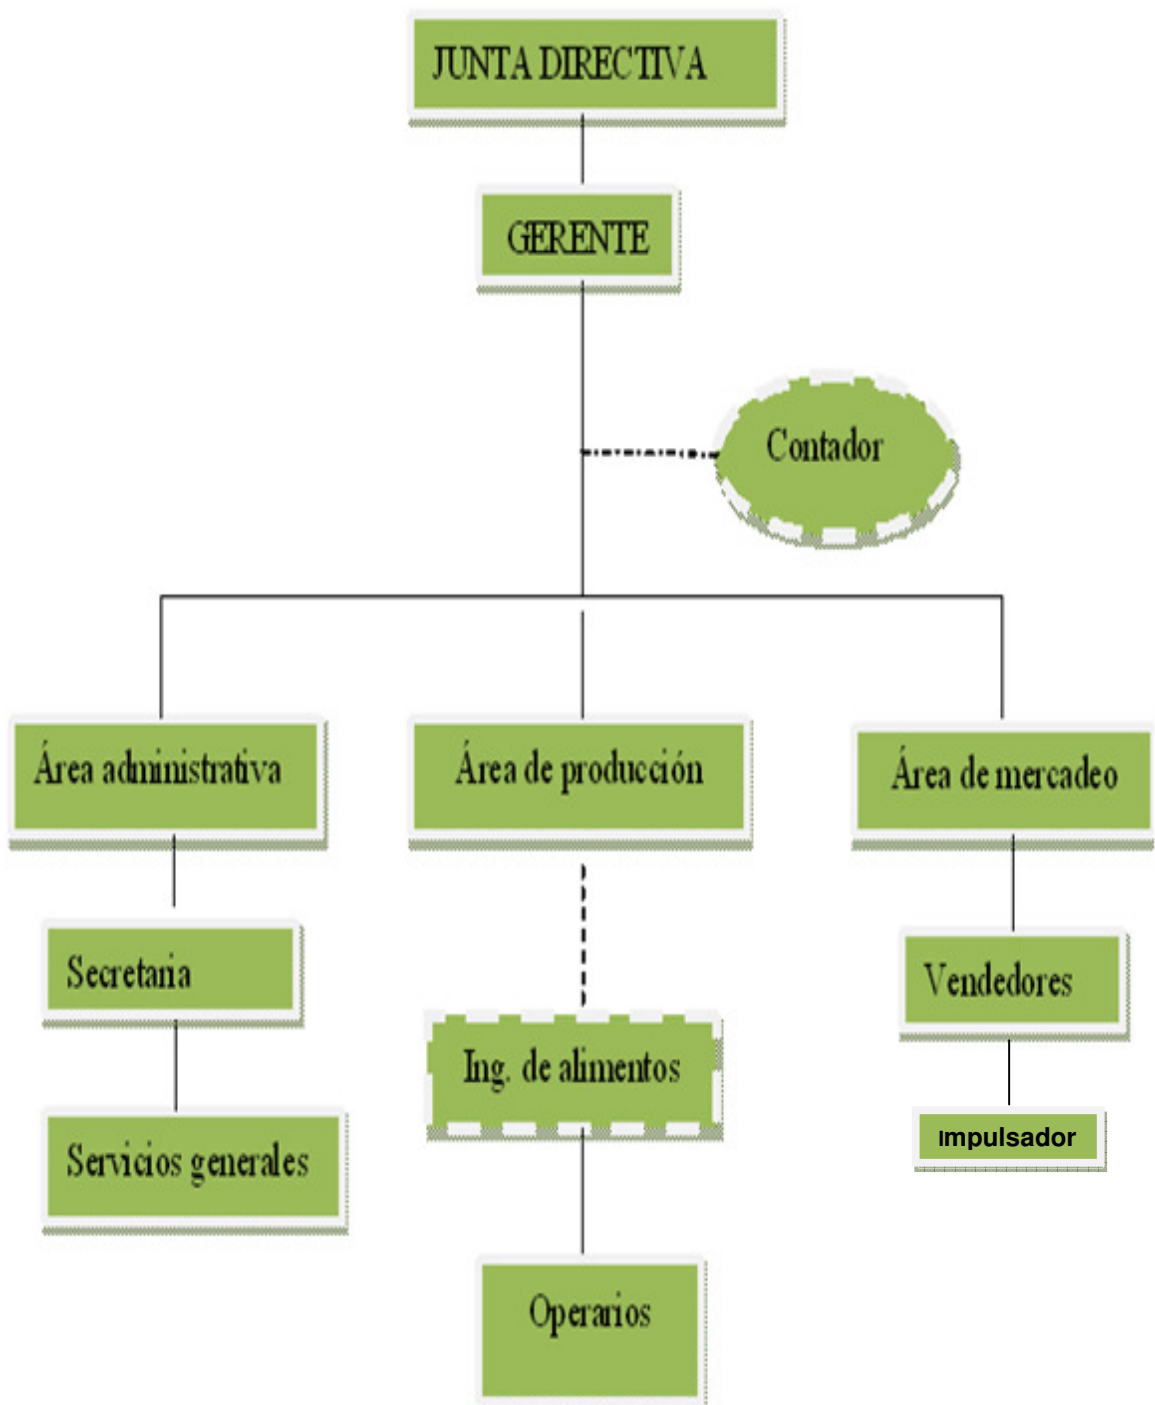 JUNTA DIRECTIVA
GERENTE
Contador
Área administrativa
Área de producción
Área de mercadeo
Secretaria
Vendedores
Ing. de alimentos
Impulsador
Servicios generales
Operarios